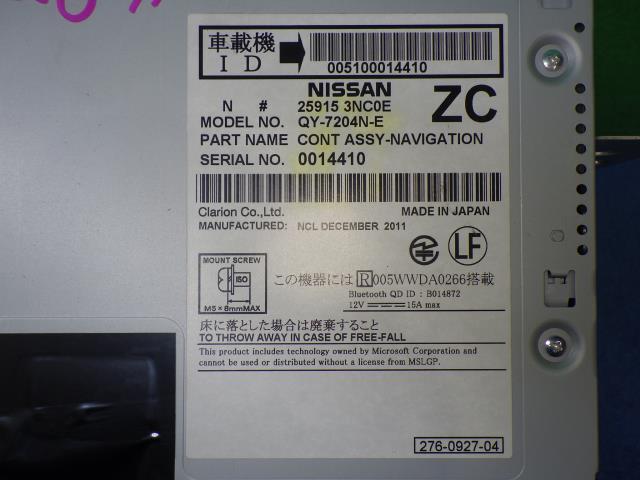 車載機
ID
005100014410
NISSAN
ZC
N # 25915 3NC0E
MODEL NO. QY-7204N-E
PART NAME CONT ASSY-NAVIGATION
SERIAL NO. 0014410
Clarion Co.,Ltd. MADE IN JAPAN
MANUFACTURED: NCL DECEMBER 2011
MOUNT SCREW
ISO
M5×8mmMAX
LF
この機器には R005WWDA0266搭載
Bluetooth QD ID : B014872
12V 15A max
床に落とした場合は廃棄すること
TO THROW AWAY IN CASE OF FREE-FALL
This product includes technology owned by Microsoft Corporation and
cannot be used or distributed without a license from MSLGP.
276-0927-04